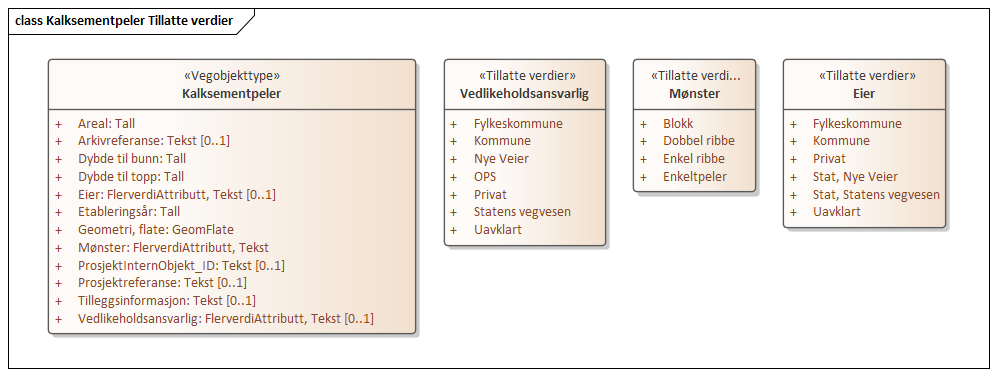 class Kalksementpeler Tillatte verdier
«Vegobjekttype»
Kalksementpeler
+ Areal: Tall
+ Arkivreferanse: Tekst [0..1]
+ Dybde til bunn: Tall
+ Dybde til topp: Tall
+ Eier: FlerverdiAttributt, Tekst [0..1]
+ Etableringsår: Tall
+ Geometri, flate: GeomFlate
+ Mønster: FlerverdiAttributt, Tekst
+ ProsjektInternObjekt_ID: Tekst [0..1]
+ Prosjektreferanse: Tekst [0..1]
+ Tilleggsinformasjon: Tekst [0..1]
+ Vedlikeholdsansvarlig: FlerverdiAttributt, Tekst [0..1]
«Tillatte verdier»
Vedlikeholdsansvarlig
+ Fylkeskommune
+ Kommune
+ Nye Veier
+ OPS
+ Privat
+ Statens vegvesen
+ Uavklart
«Tillatte verdi...
Mønster
+ Blokk
+ Dobbel ribbe
+ Enkel ribbe
+ Enkeltpeler
«Tillatte verdier»
Eier
+ Fylkeskommune
+ Kommune
+ Privat
+ Stat, Nye Veier
+ Stat, Statens vegvesen
+ Uavklart